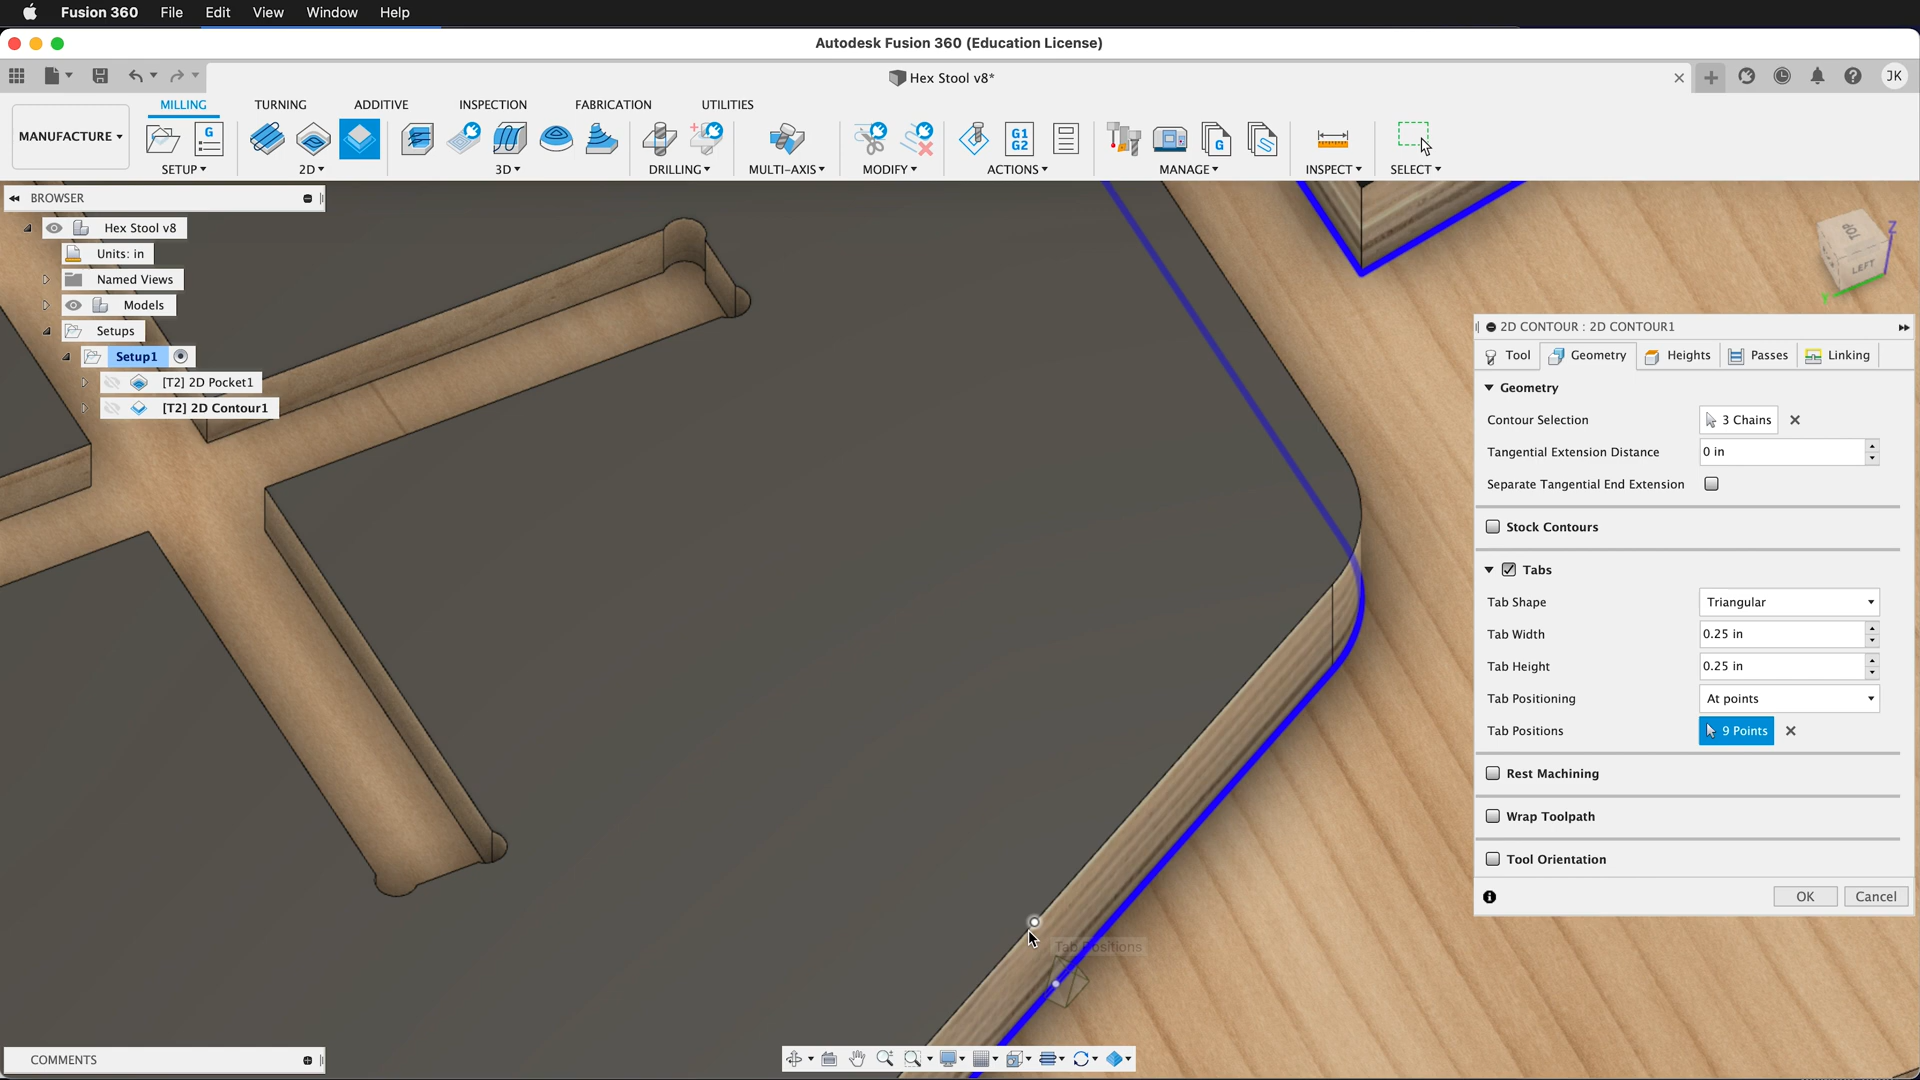 Fusion 360 File Edit View Window Help
Autodesk Fusion 360 (Education License)
Hex Stool v8*
JK
MILLING TURNING ADDITIVE INSPECTION FABRICATION UTILITIES
MANUFACTURE
G
G1
G2
G
SETUP 2D 3D DRILLING MULTI-AXIS MODIFY ACTIONS MANAGE INSPECT SELECT
BROWSER
Hex Stool v8
Units: in
Named Views
Models
Setups
Setup1
[T2] 2D Pocket1
[T2] 2D Contour1
TOP
LEFT
Z
Y
2D CONTOUR : 2D CONTOUR1
Tool Geometry Heights Passes Linking
Geometry
Contour Selection 3 Chains
Tangential Extension Distance 0 in
Separate Tangential End Extension
Stock Contours
Tabs
Tab Shape Triangular
Tab Width 0.25 in
Tab Height 0.25 in
Tab Positioning At points
Tab Positions 9 Points
Rest Machining
Wrap Toolpath
Tool Orientation
OK Cancel
Tab Positions
COMMENTS